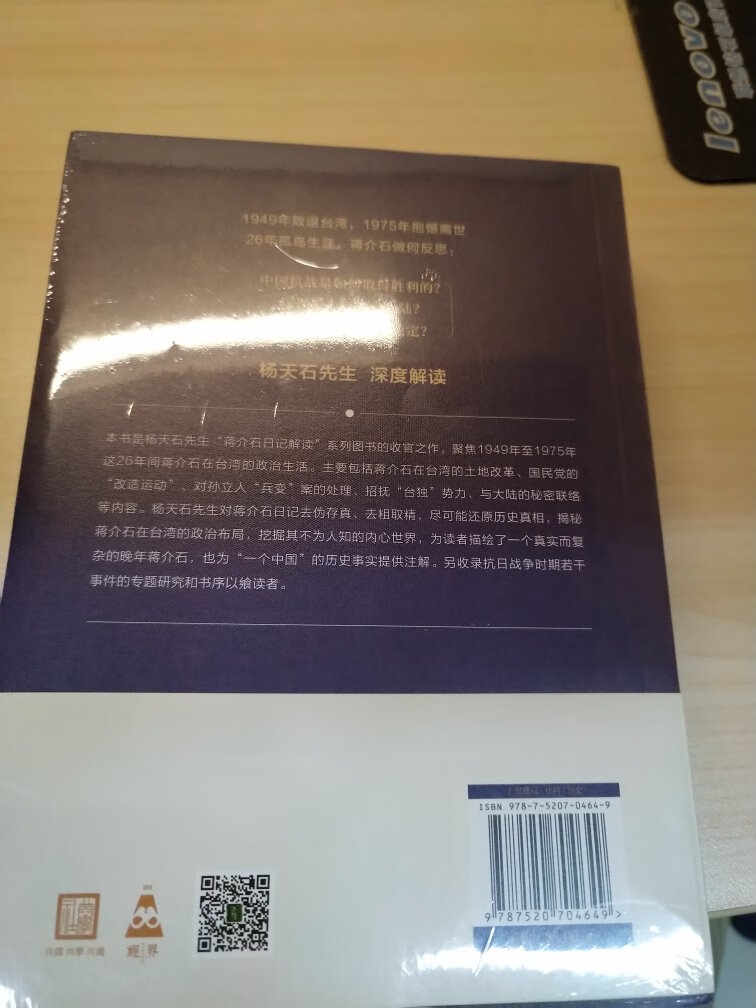 lenovo
1949年败退台湾，1975年抱憾离世
26年孤岛生涯。蒋介石做何反思：
中国抗战是如何取得胜利的？
陆？
定？
杨天石先生 深度解读
本书是杨天石先生“蒋介石日记解读”系列图书的收官之作，聚焦1949年至1975年
这26年间蒋介石在台湾的政治生活。主要包括蒋介石在台湾的土地改革、国民党的
“改造运动”、对孙立人“兵变”案的处理、招抚“台独”势力、与大陆的秘密联络
等内容。杨天石先生对蒋介石日记去伪存真、去粗取精，尽可能还原历史真相，揭秘
蒋介石在台湾的政治布局，挖掘其不为人知的内心世界，为读者描绘了一个真实而复
杂的晚年蒋介石，也为“一个中国”的历史事实提供注解。另收录抗日战争时期若干
事件的专题研究和书序以飨读者。
ISBN 978-7-5207-0464-9
9 787520 704649 >